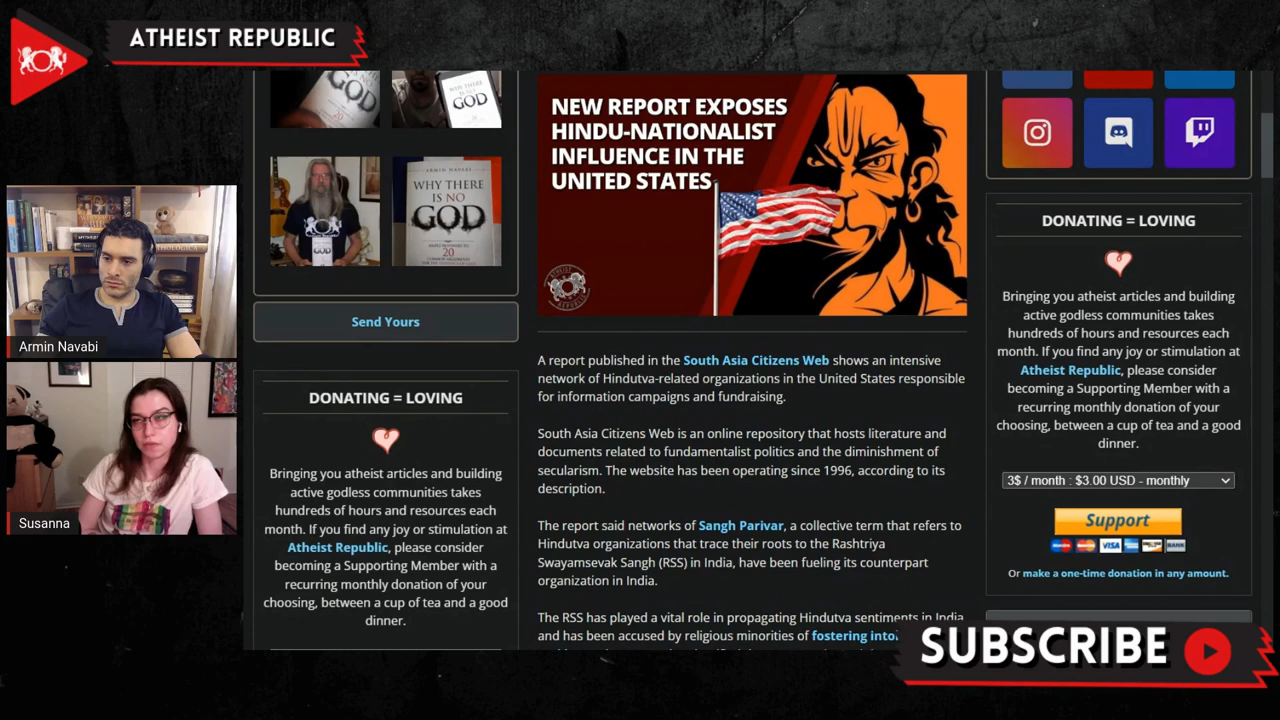 ATHEIST REPUBLIC
Armin Navabi
Susanna
GOD
GOD
ARMIN NAVABI
WHY THERE
IS NO
GOD
20
Send Yours
DONATING = LOVING
Bringing you atheist articles and building
active godless communities takes
hundreds of hours and resources each
month. If you find any joy or stimulation at
Atheist Republic, please consider
becoming a Supporting Member with a
recurring monthly donation of your
choosing, between a cup of tea and a good
dinner.
NEW REPORT EXPOSES
HINDU-NATIONALIST
INFLUENCE IN THE
UNITED STATES
ATHEIST
REPUBLIC
A report published in the South Asia Citizens Web shows an intensive
network of Hindutva-related organizations in the United States responsible
for information campaigns and fundraising.
South Asia Citizens Web is an online repository that hosts literature and
documents related to fundamentalist politics and the diminishment of
secularism. The website has been operating since 1996, according to its
description.
The report said networks of Sangh Parivar, a collective term that refers to
Hindutva organizations that trace their roots to the Rashtriya
Swayamsevak Sangh (RSS) in India, have been fueling its counterpart
organization in India.
The RSS has played a vital role in propagating Hindutva sentiments in India
and has been accused by religious minorities of fostering
DONATING = LOVING
Bringing you atheist articles and building
active godless communities takes
hundreds of hours and resources each
month. If you find any joy or stimulation at
Atheist Republic, please consider
becoming a Supporting Member with a
recurring monthly donation of your
choosing, between a cup of tea and a good
dinner.
3$ / month : $3.00 USD - monthly
Support
VISA
BANK
Or make a one-time donation in any amount.
SUBSCRIBE